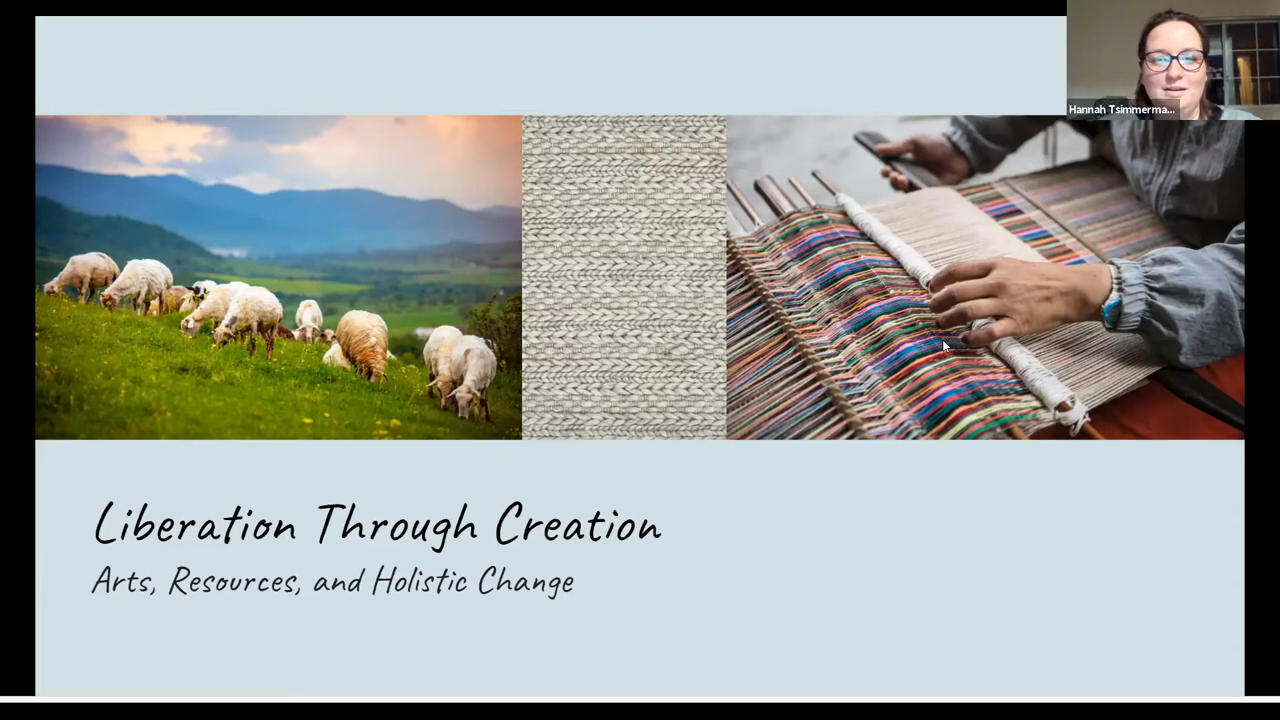 Hannah Tsimmerma...
Liberation Through Creation
Arts, Resources, and Holistic Change